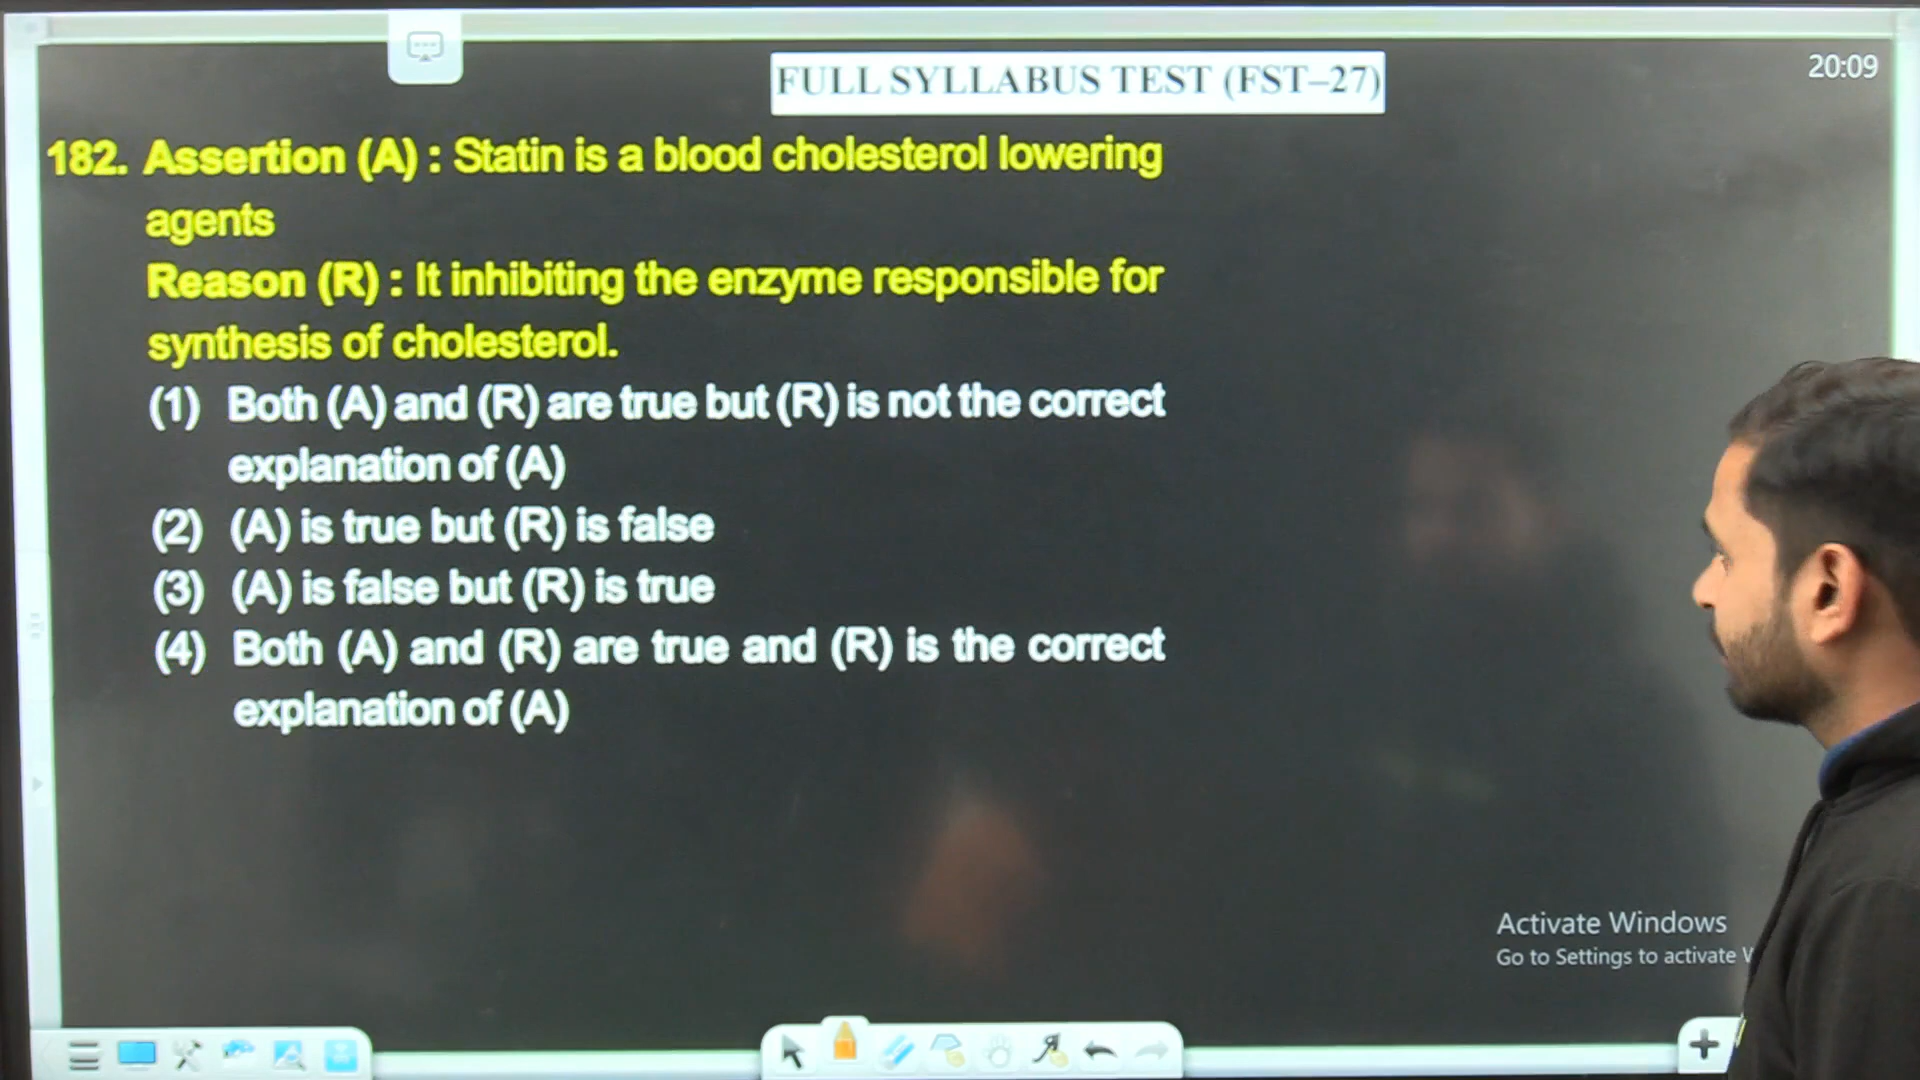 FULL SYLLABUS TEST (FST–27)
20:09
182. Assertion (A) : Statin is a blood cholesterol lowering
agents
Reason (R) : It inhibiting the enzyme responsible for
synthesis of cholesterol.
(1) Both (A) and (R) are true but (R) is not the correct
explanation of (A)
(2) (A) is true but (R) is false
(3) (A) is false but (R) is true
(4) Both (A) and (R) are true and (R) is the correct
explanation of (A)
Activate Windows
Go to Settings to activate